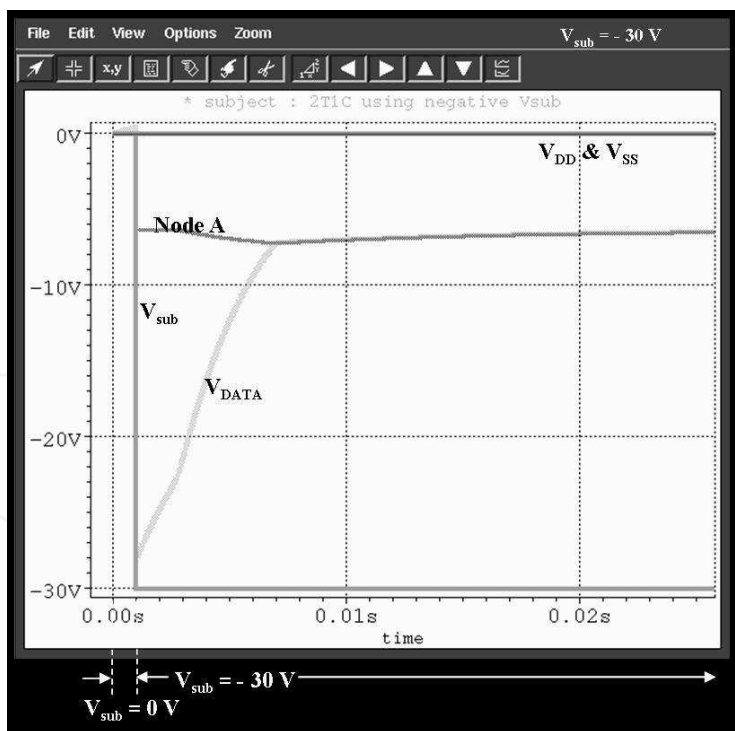 File Edit View Options Zoom
Vsub = - 30 V
x,y
* subject : 2T1C using negative Vsub
0V
VDD & VSS
Node A
-10V
Vsub
VDATA
-20V
-30V
0.00s 0.01s 0.02s
time
Vsub = - 30 V
Vsub = 0 V